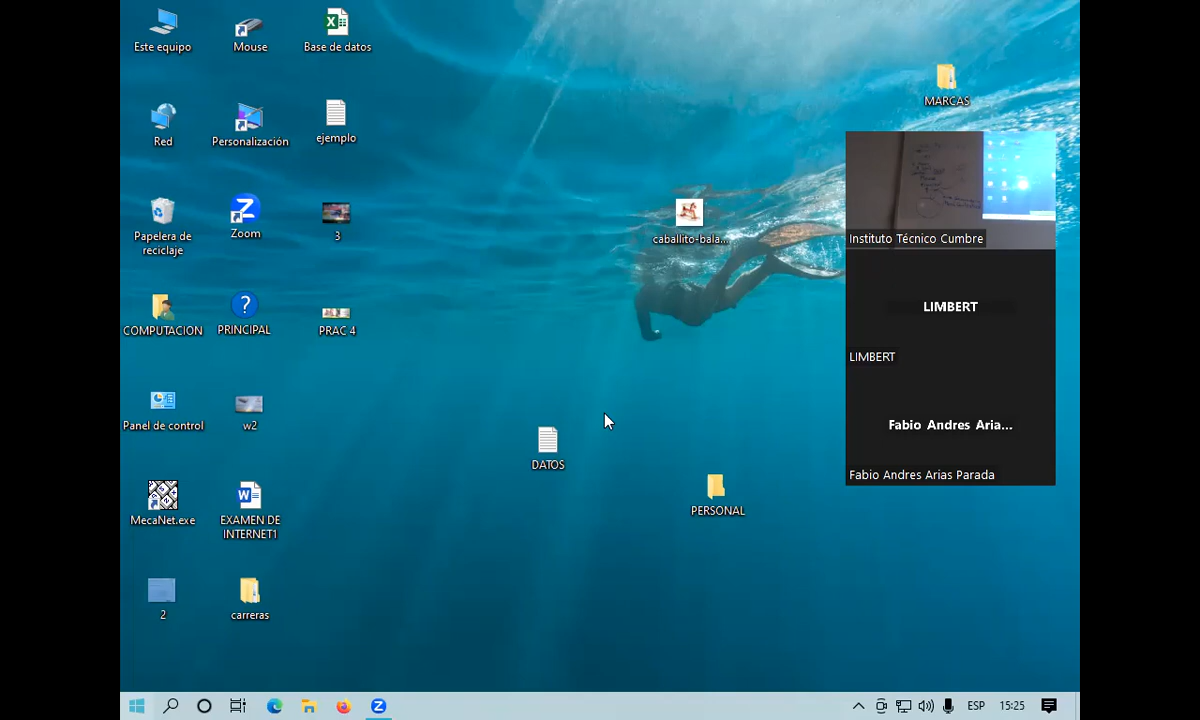 Este equipo
Mouse
Base de datos
MARCAS
Red
Personalización
ejemplo
Papelera de
reciclaje
Zoom
3
caballito-bala...
Instituto Técnico Cumbre
COMPUTACION
PRINCIPAL
PRAC 4
LIMBERT
LIMBERT
Panel de control
w2
Fabio Andres Aria...
DATOS
Fabio Andres Arias Parada
MecaNet.exe
EXAMEN DE
INTERNET1
PERSONAL
2
carreras
ESP
15:25